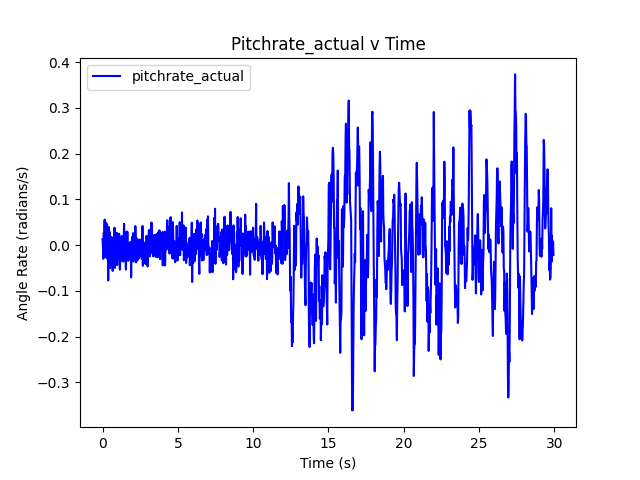 Pitchrate_actual v Time
pitchrate_actual
Angle Rate (radians/s)
0.4
0.3
0.2
0.1
0.0
−0.1
−0.2
−0.3
0 5 10 15 20 25 30
Time (s)